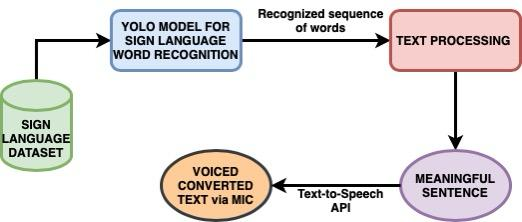 YOLO MODEL FOR
SIGN LANGUAGE
WORD RECOGNITION
Recognized sequence
of words
TEXT PROCESSING
SIGN
LANGUAGE
DATASET
VOICED
CONVERTED
TEXT via MIC
Text-to-Speech
API
MEANINGFUL
SENTENCE